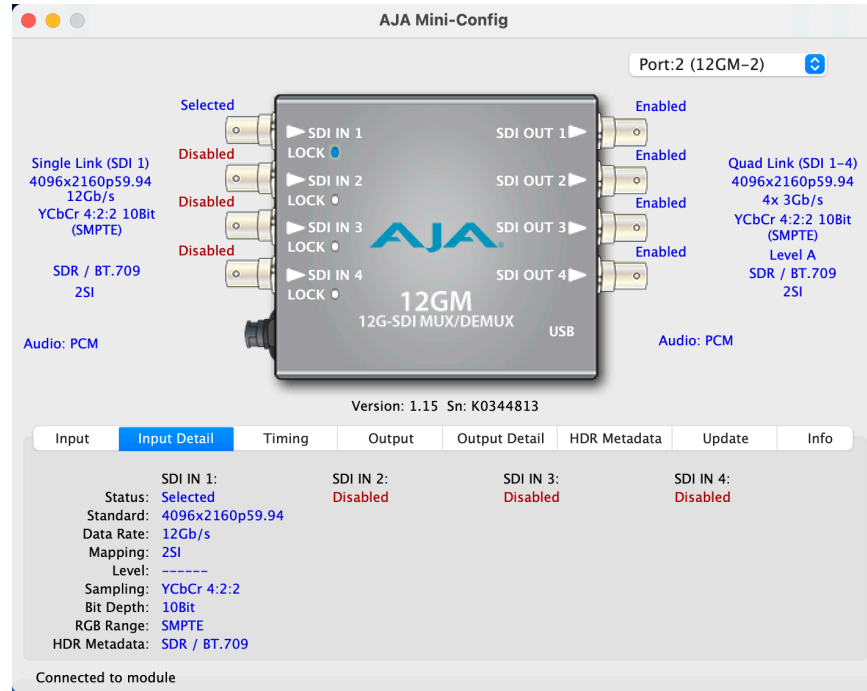 AJA Mini-Config
Port:2 (12GM-2)
Selected
Enabled
SDI IN 1
SDI OUT 1
LOCK
Disabled
Enabled
Single Link (SDI 1)
4096x2160p59.94
12Gb/s
YCbCr 4:2:2 10Bit
(SMPTE)
SDR / BT.709
2SI
Audio: PCM
SDI IN 2
SDI OUT 2
LOCK
Disabled
Enabled
SDI IN 3
SDI OUT 3
LOCK
AJA
Disabled
Enabled
SDI IN 4
SDI OUT 4
LOCK
12GM
12G-SDI MUX/DEMUX
USB
Quad Link (SDI 1-4)
4096x2160p59.94
4x 3Gb/s
YCbCr 4:2:2 10Bit
(SMPTE)
Level A
SDR / BT.709
2SI
Audio: PCM
Version: 1.15 Sn: K0344813
Input Input Detail Timing Output Output Detail HDR Metadata Update Info
SDI IN 1: SDI IN 2: SDI IN 3: SDI IN 4:
Status: Selected Disabled Disabled Disabled
Standard: 4096x2160p59.94
Data Rate: 12Gb/s
Mapping: 2SI
Level: ------
Sampling: YCbCr 4:2:2
Bit Depth: 10Bit
RGB Range: SMPTE
HDR Metadata: SDR / BT.709
Connected to module